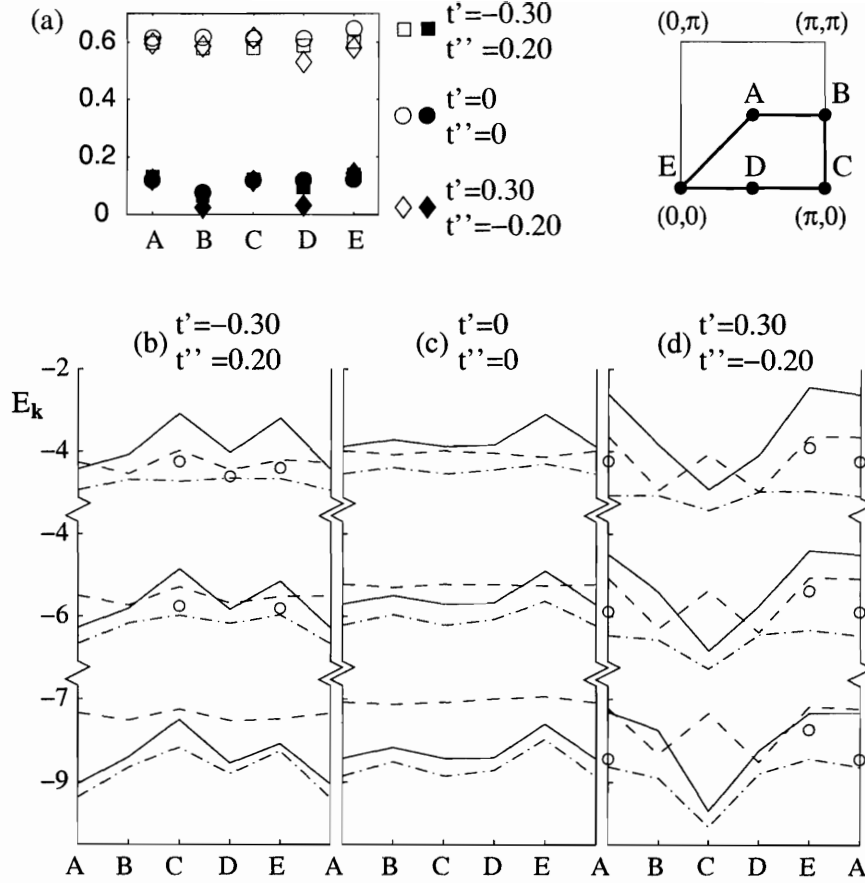 (a)
0.6
0.4
0.2
0
A B C D E
t'=−0.30
t''=0.20
t'=0
t''=0
t'=0.30
t''=−0.20
(0,π) (π,π)
A B
E D C
(0,0) (π,0)
(b) t'=−0.30
t''=0.20
(c) t'=0
t''=0
(d) t'=0.30
t''=−0.20
E_k
−2
−4
−4
−6
−7
−9
A B C D E A B C D E A B C D E A